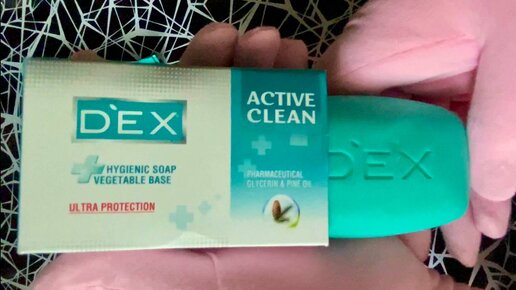 D'EX
HYGIENIC SOAP
VEGETABLE BASE
ULTRA PROTECTION
ACTIVE
CLEAN
PHARMACEUTICAL
GLYCERIN & PINE OIL
D'EX